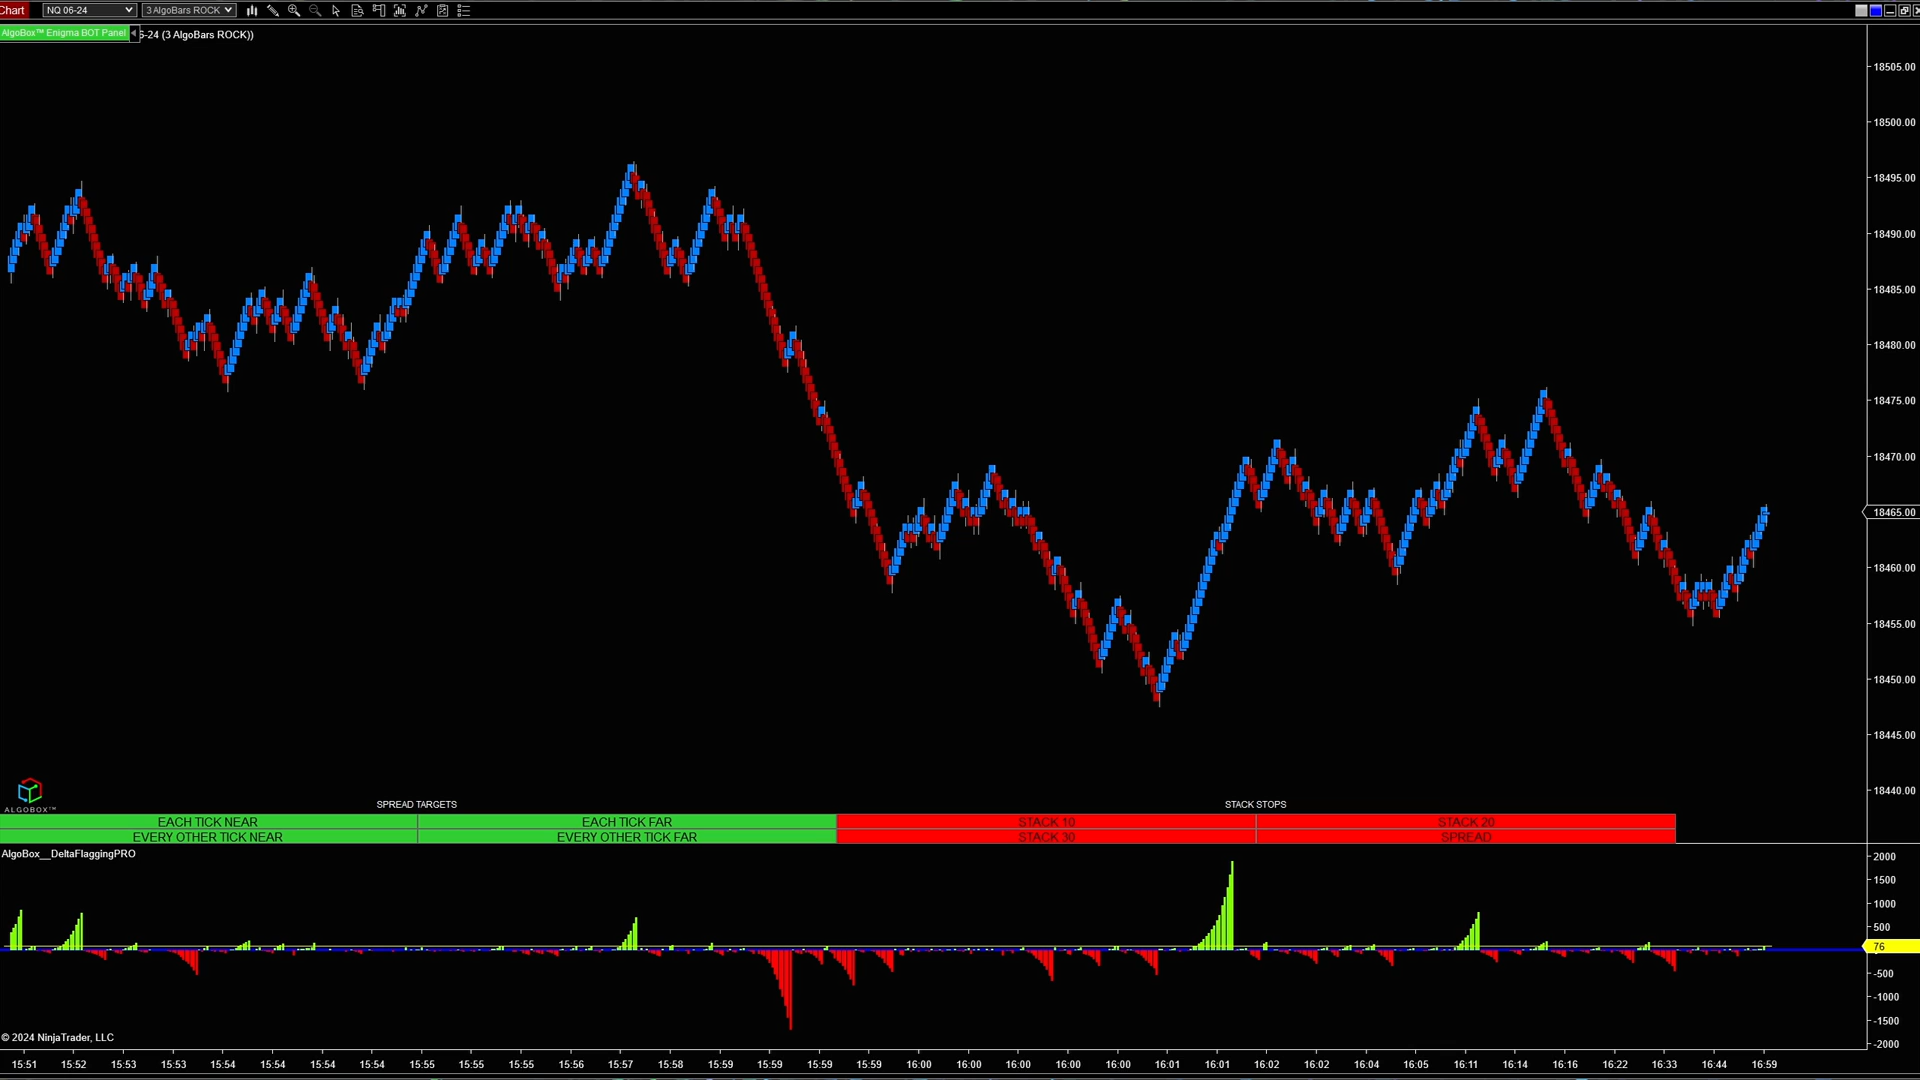 Chart
NQ 06-24
3 AlgoBars ROCK
AlgoBox™ Enigma BOT Panel
6-24 (3 AlgoBars ROCK))
18505.00
18500.00
18495.00
18490.00
18485.00
18480.00
18475.00
18470.00
18465.00
18460.00
18455.00
18450.00
18445.00
18440.00
ALGOBOX™
SPREAD TARGETS STACK STOPS
EACH TICK NEAR EACH TICK FAR STACK 10 STACK 20
EVERY OTHER TICK NEAR EVERY OTHER TICK FAR STACK 30 SPREAD
AlgoBox__DeltaFlaggingPRO
2000
1500
1000
500
76
-500
-1000
-1500
-2000
© 2024 NinjaTrader, LLC
15:51 15:52 15:53 15:53 15:54 15:54 15:54 15:54 15:55 15:55 15:55 15:56 15:57 15:58 15:59 15:59 15:59 15:59 16:00 16:00 16:00 16:00 16:00 16:01 16:01 16:02 16:02 16:04 16:05 16:11 16:14 16:16 16:22 16:33 16:44 16:59